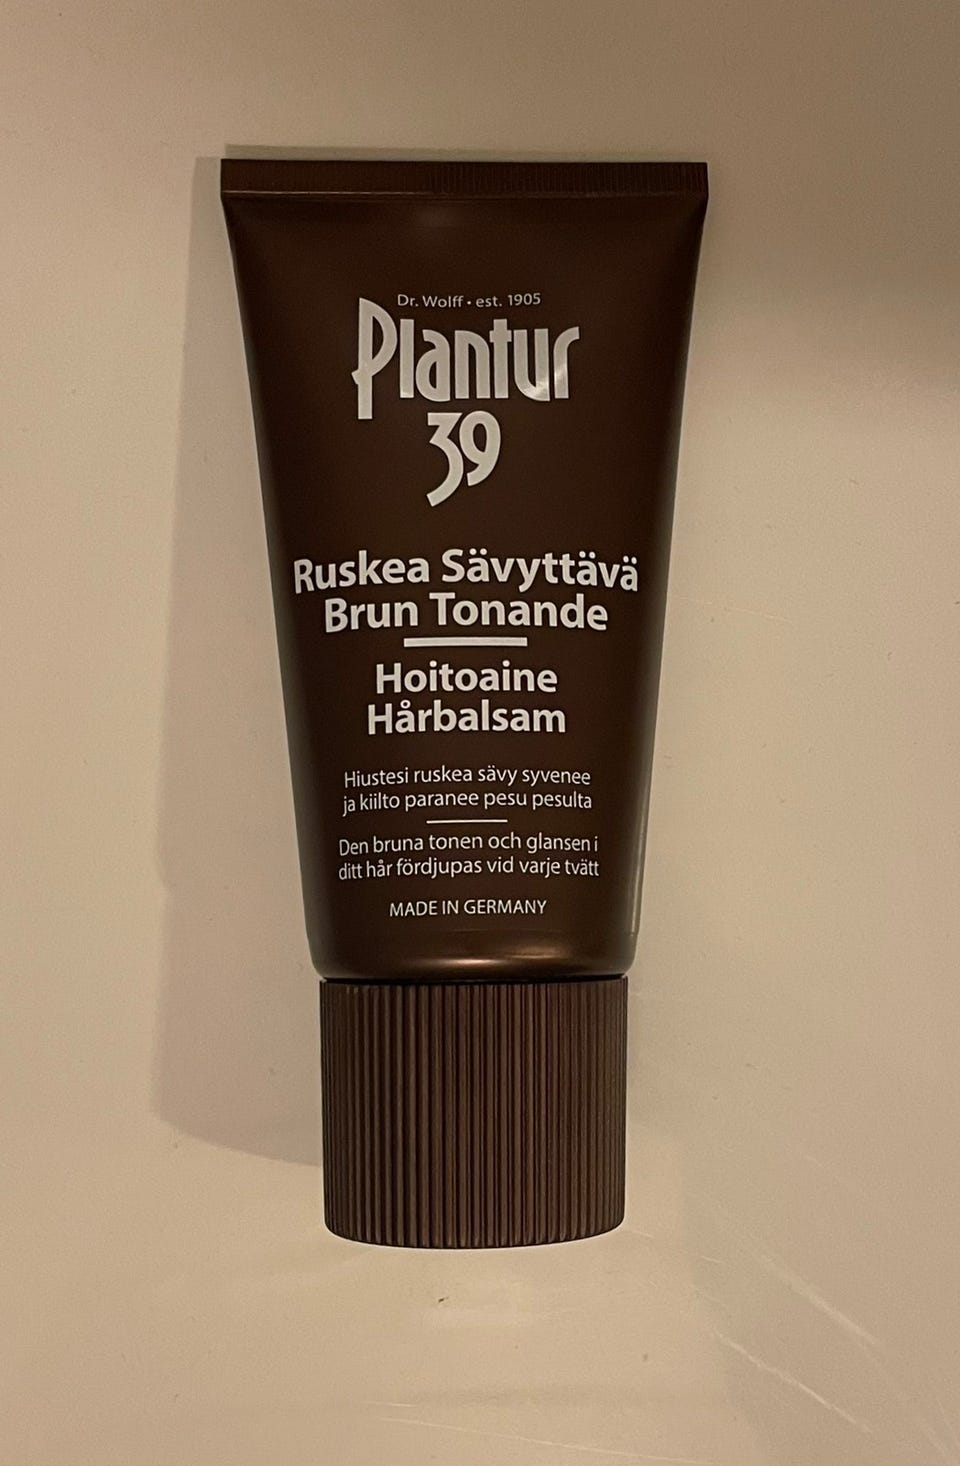 Dr. Wolff • est. 1905
Plantur
39
Ruskea Sävyttävä
Brun Tonande
Hoitoaine
Hårbalsam
Hiustesi ruskea sävy syvenee
ja kiilto paranee pesu pesulta
Den bruna tonen och glansen i
ditt hår fördjupas vid varje tvätt
MADE IN GERMANY